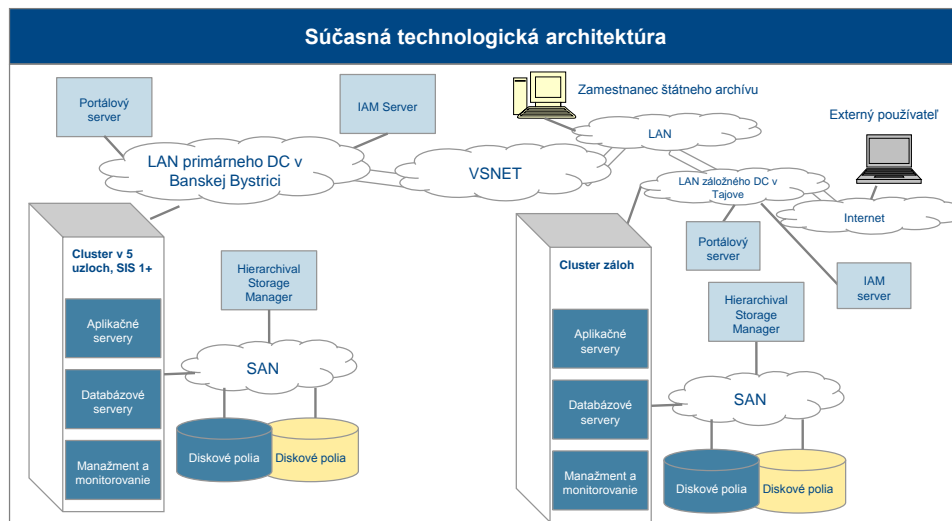 Súčasná technologická architektúra
Portálový
server
IAM Server
Zamestnanec štátneho archívu
Externý používateľ
LAN
LAN primárneho DC v
Banskej Bystrici
VSNET
LAN záložného DC v
Tajove
Internet
Cluster v 5
uzloch, SIS 1+
Hierarchival
Storage
Manager
Aplikačné
servery
SAN
Databázové
servery
Diskové polia
Diskové polia
Manažment a
monitorovanie
Cluster záloh
Portálový
server
IAM
server
Hierarchival
Storage
Manager
Aplikačné
servery
SAN
Databázové
servery
Diskové polia
Diskové polia
Manažment a
monitorovanie